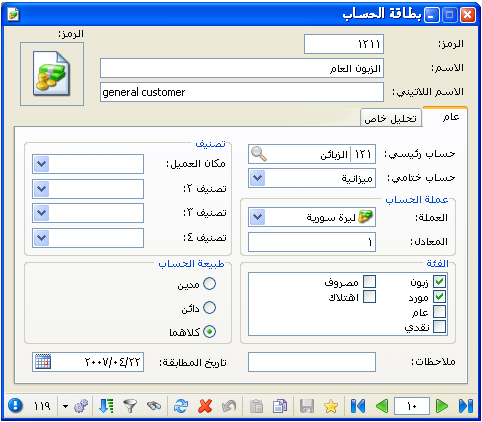 بطاقة الحساب
الرمز: ١٢١١
الرمز:
الاسم: الزبون العام
الاسم اللاتيني: general customer
عام
تحليل خاص
حساب رئيسي: ١٢١ الزبائن
حساب ختامي: ميزانية
عملة الحساب
العملة: ليرة سورية
المعادل: ١
تصنيف
مكان العميل:
تصنيف ٢:
تصنيف ٣:
تصنيف ٤:
الفئة
زبون
مصروف
مورد
اهتلاك
عام
نقدي
طبيعة الحساب
مدين
دائن
كلاهما
ملاحظات:
تاريخ المطابقة: ٢٠٠٧/٠٤/٢٢
١٠
١١٩